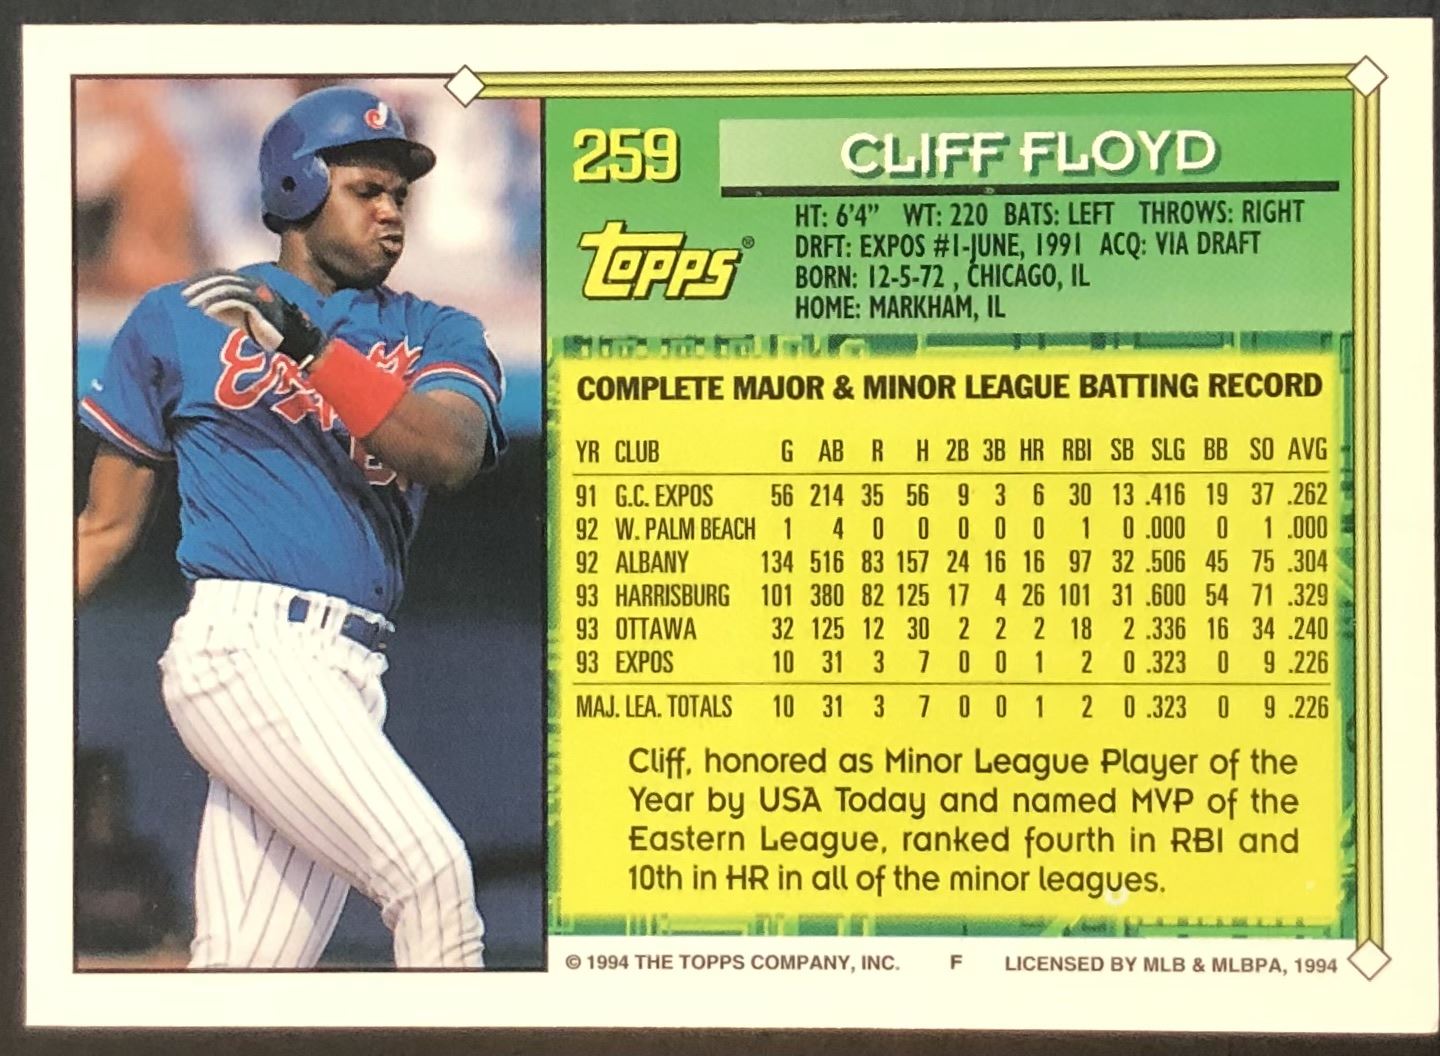 259
CLIFF FLOYD
Topps®
HT: 6'4" WT: 220 BATS: LEFT THROWS: RIGHT
DRFT: EXPOS #1-JUNE, 1991 ACQ: VIA DRAFT
BORN: 12-5-72 , CHICAGO, IL
HOME: MARKHAM, IL
Expos
COMPLETE MAJOR & MINOR LEAGUE BATTING RECORD
YR CLUB G AB R H 2B 3B HR RBI SB SLG BB SO AVG
91 G.C. EXPOS 56 214 35 56 9 3 6 30 13 .416 19 37 .262
92 W. PALM BEACH 1 4 0 0 0 0 0 1 0 .000 0 1 .000
92 ALBANY 134 516 83 157 24 16 16 97 32 .506 45 75 .304
93 HARRISBURG 101 380 82 125 17 4 26 101 31 .600 54 71 .329
93 OTTAWA 32 125 12 30 2 2 2 18 2 .336 16 34 .240
93 EXPOS 10 31 3 7 0 0 1 2 0 .323 0 9 .226
MAJ. LEA. TOTALS 10 31 3 7 0 0 1 2 0 .323 0 9 .226
Cliff, honored as Minor League Player of the
Year by USA Today and named MVP of the
Eastern League, ranked fourth in RBI and
10th in HR in all of the minor leagues.
© 1994 THE TOPPS COMPANY, INC. F LICENSED BY MLB & MLBPA, 1994